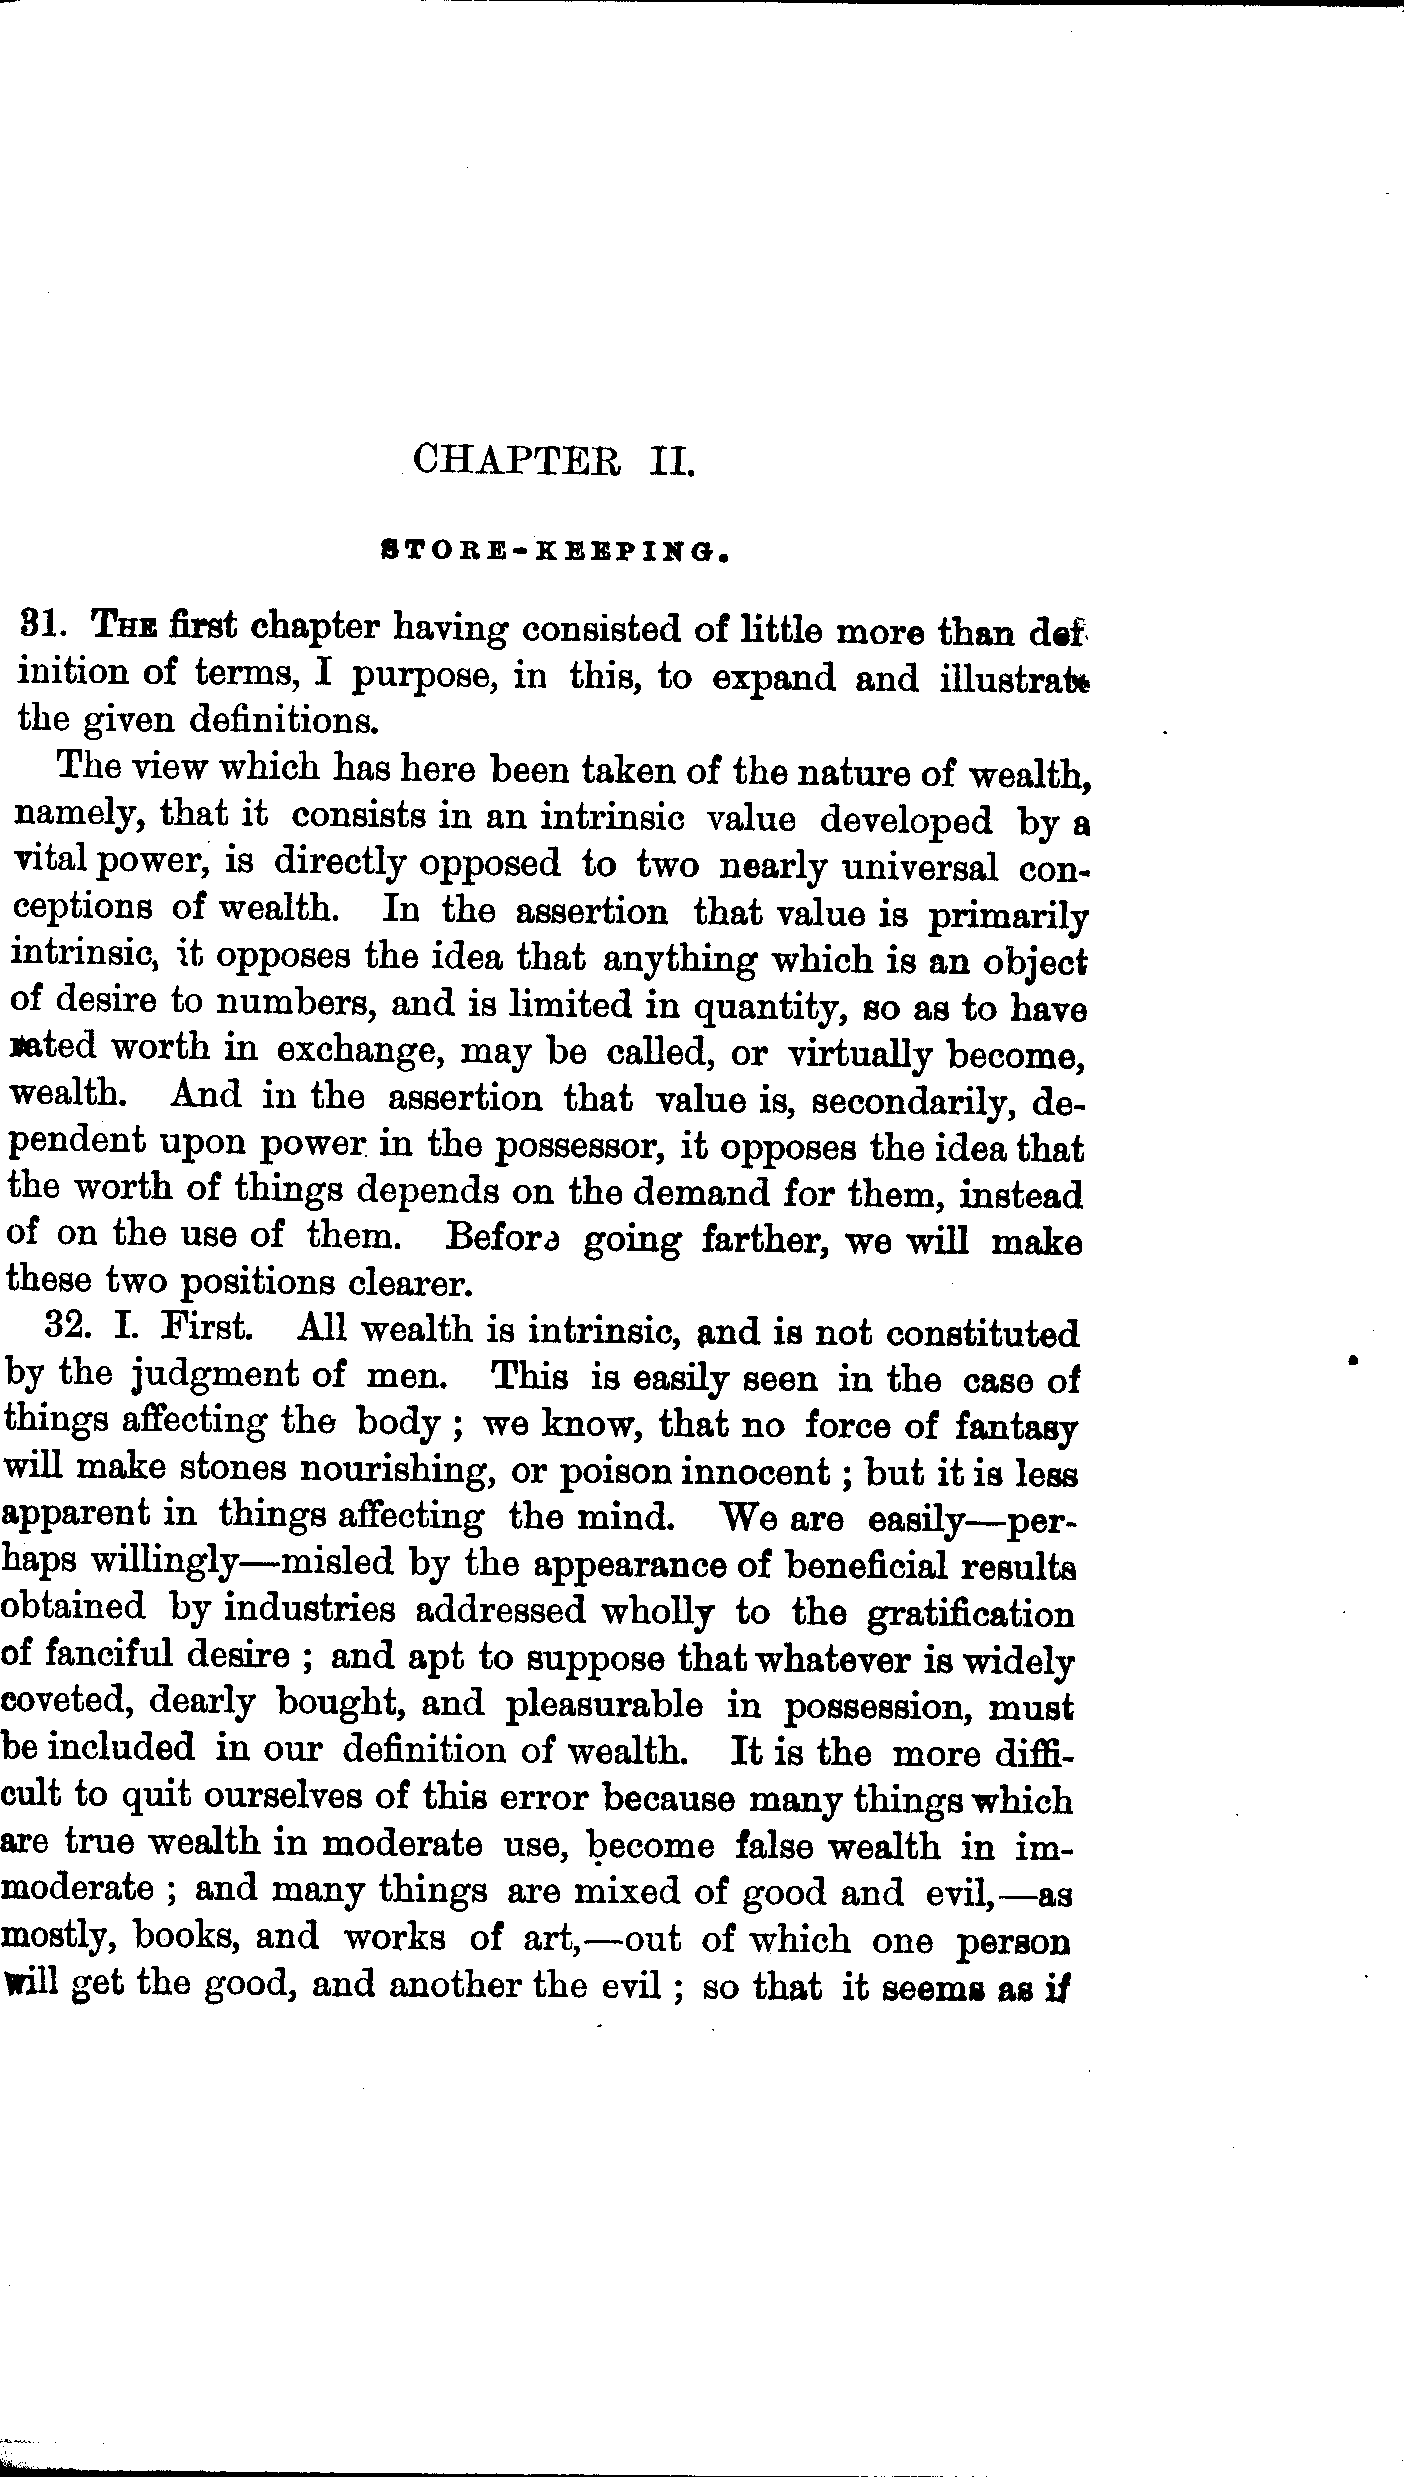 CHAPTER II.
STORE-KEEPING.
31. THE first chapter having consisted of little more than def-
inition of terms, I purpose, in this, to expand and illustrate
the given definitions.
The view which has here been taken of the nature of wealth,
namely, that it consists in an intrinsic value developed by a
vital power, is directly opposed to two nearly universal con-
ceptions of wealth. In the assertion that value is primarily
intrinsic, it opposes the idea that anything which is an object
of desire to numbers, and is limited in quantity, so as to have
rated worth in exchange, may be called, or virtually become,
wealth. And in the assertion that value is, secondarily, de-
pendent upon power in the possessor, it opposes the idea that
the worth of things depends on the demand for them, instead
of on the use of them. Before going farther, we will make
these two positions clearer.
32. I. First. All wealth is intrinsic, and is not constituted
by the judgment of men. This is easily seen in the case of
things affecting the body ; we know, that no force of fantasy
will make stones nourishing, or poison innocent ; but it is less
apparent in things affecting the mind. We are easily—per-
haps willingly—misled by the appearance of beneficial results
obtained by industries addressed wholly to the gratification
of fanciful desire ; and apt to suppose that whatever is widely
coveted, dearly bought, and pleasurable in possession, must
be included in our definition of wealth. It is the more diffi-
cult to quit ourselves of this error because many things which
are true wealth in moderate use, become false wealth in im-
moderate ; and many things are mixed of good and evil,—as
mostly, books, and works of art,—out of which one person
will get the good, and another the evil ; so that it seems as if